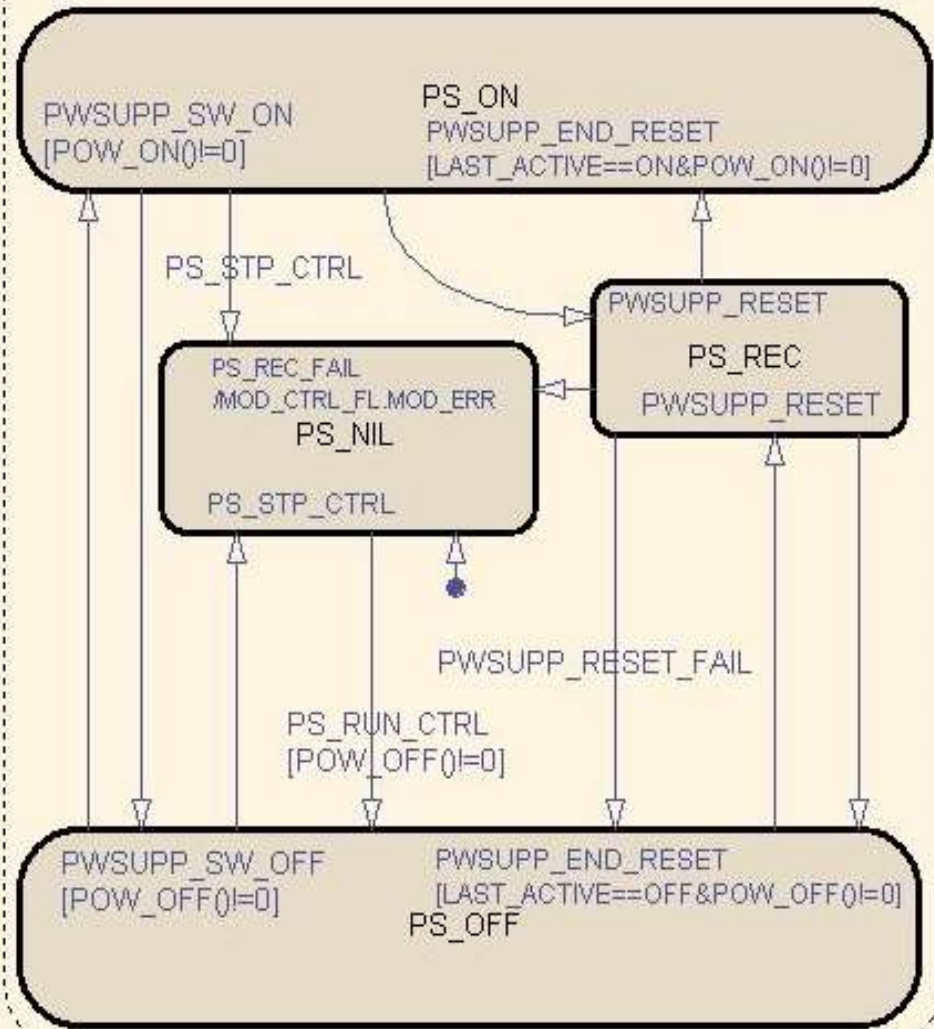 PS_ON
PWSUPP_SW_ON
[POW_ON()!=0]
PWSUPP_END_RESET
[LAST_ACTIVE==ON&POW_ON()!=0]
PS_STP_CTRL
PWSUPP_RESET
PS_REC
PWSUPP_RESET
PS_REC_FAIL
/MOD_CTRL_FL.MOD_ERR
PS_NIL
PS_STP_CTRL
PWSUPP_RESET_FAIL
PS_RUN_CTRL
[POW_OFF()!=0]
PWSUPP_SW_OFF
[POW_OFF()!=0]
PWSUPP_END_RESET
[LAST_ACTIVE==OFF&POW_OFF()!=0]
PS_OFF